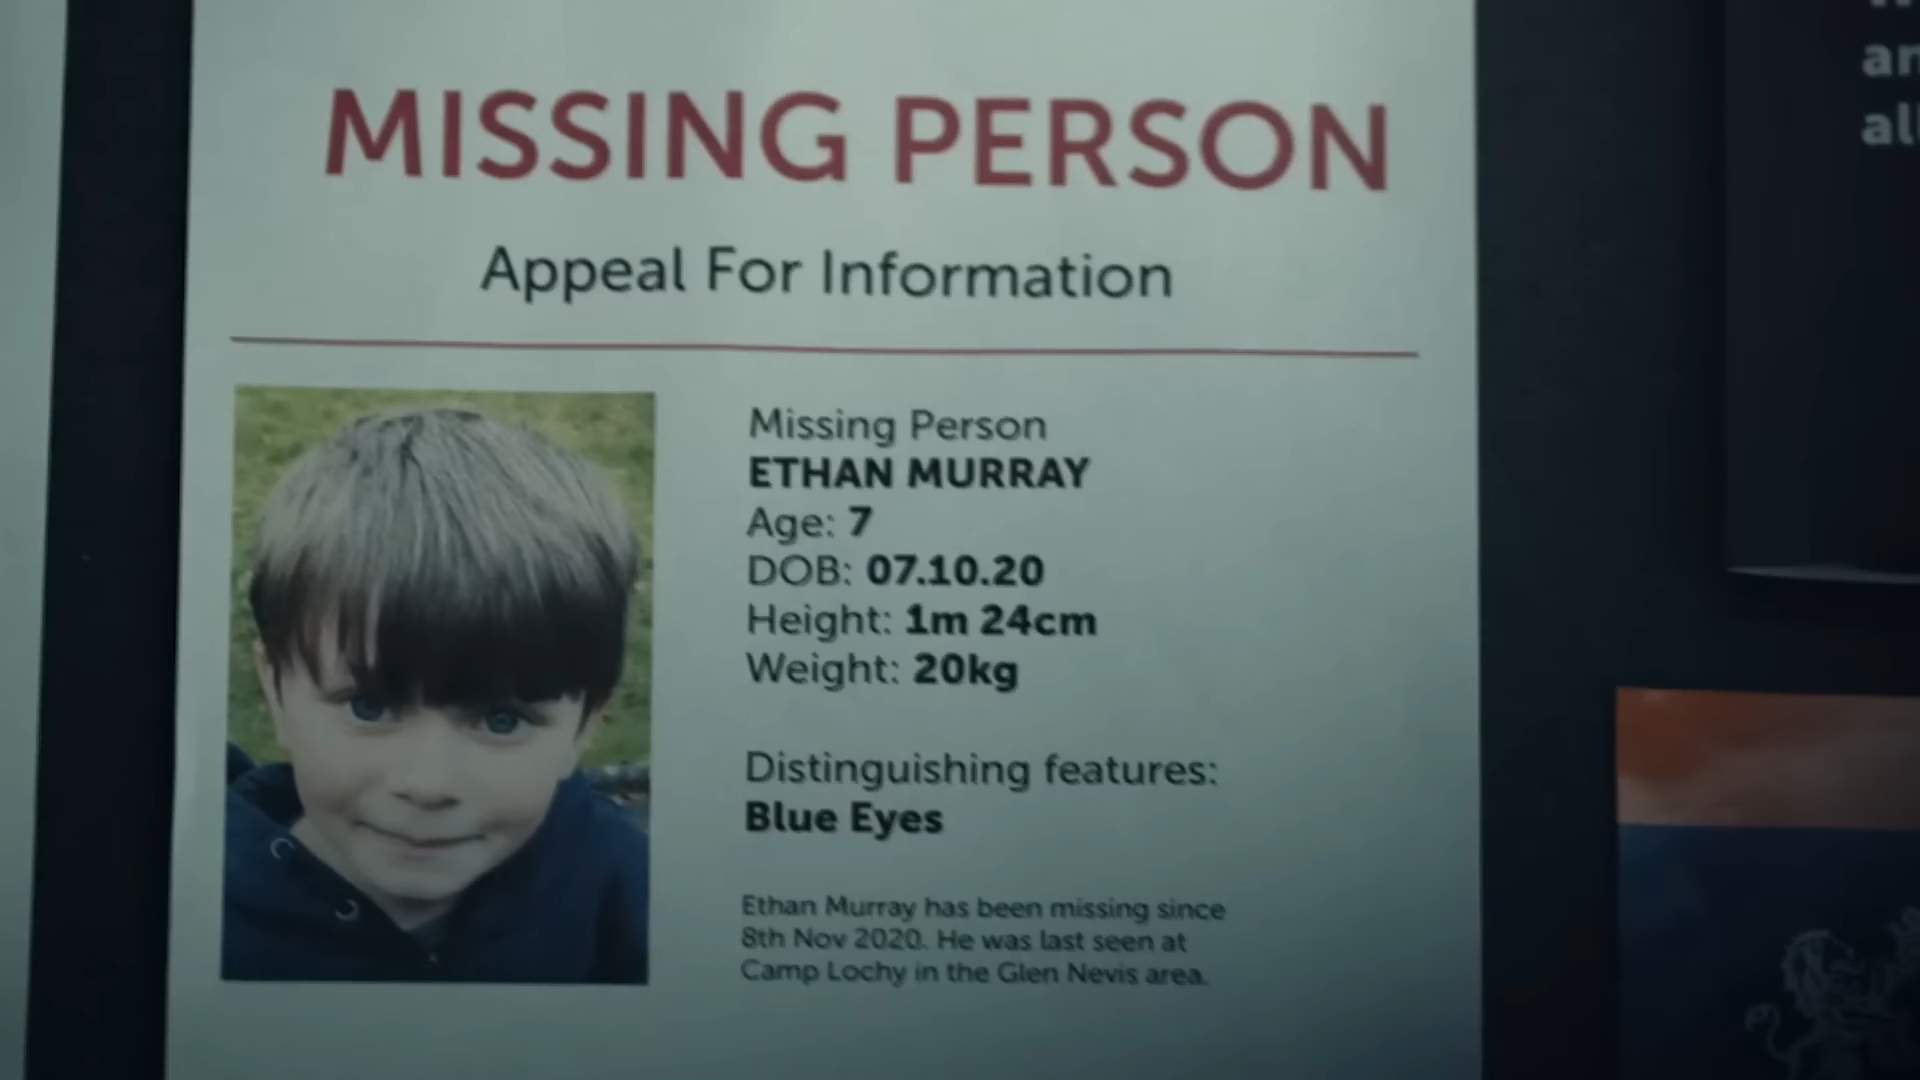 MISSING PERSON
Appeal For Information
Missing Person
ETHAN MURRAY
Age: 7
DOB: 07.10.20
Height: 1m 24cm
Weight: 20kg
Distinguishing features:
Blue Eyes
Ethan Murray has been missing since
8th Nov 2020. He was last seen at
Camp Lochy in the Glen Nevis area.